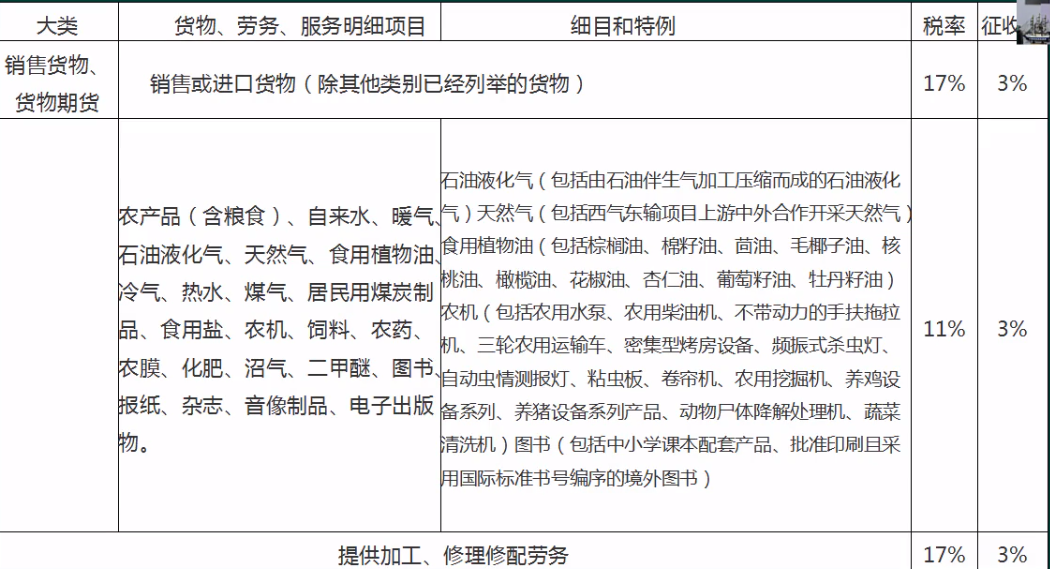 大类
货物、劳务、服务明细项目
细目和特例
税率
征收
销售货物、
货物期货
销售或进口货物（除其他类别已经列举的货物）
17%
3%
农产品（含粮食）、自来水、暖气、
石油液化气、天然气、食用植物油、
冷气、热水、煤气、居民用煤炭制
品、食用盐、农机、饲料、农药、
农膜、化肥、沼气、二甲醚、图书、
报纸、杂志、音像制品、电子出版
物。
石油液化气（包括由石油伴生气加工压缩而成的石油液化
气）天然气（包括西气东输项目上游中外合作开采天然气）
食用植物油（包括棕榈油、棉籽油、茴油、毛椰子油、核
桃油、橄榄油、花椒油、杏仁油、葡萄籽油、牡丹籽油）
农机（包括农用水泵、农用柴油机、不带动力的手扶拖拉
机、三轮农用运输车、密集型烤房设备、频振式杀虫灯、
自动虫情测报灯、粘虫板、卷帘机、农用挖掘机、养鸡设
备系列、养猪设备系列产品、动物尸体降解处理机、蔬菜
清洗机）图书（包括中小学课本配套产品、批准印刷且采
用国际标准书号编序的境外图书）
11%
3%
提供加工、修理修配劳务
17%
3%